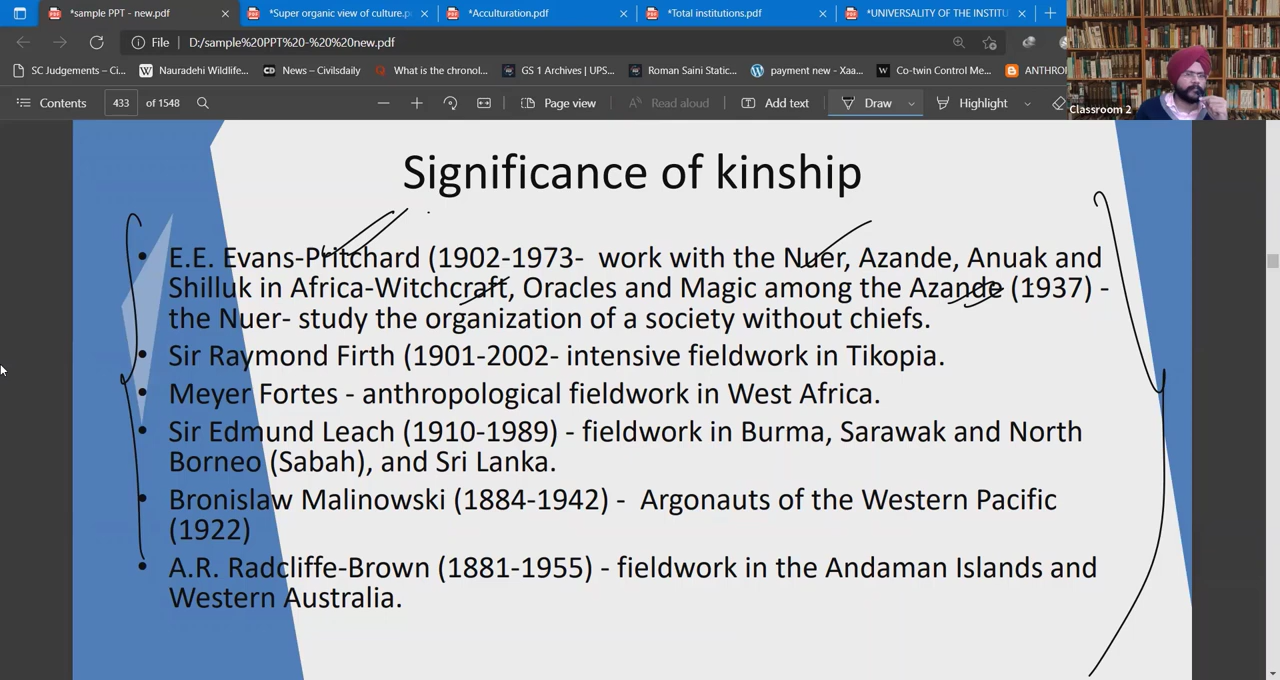 *sample PPT - new.pdf
*Super organic view of culture.p
*Acculturation.pdf
*Total institutions.pdf
*UNIVERSALITY OF THE INSTITU
File
D:/sample%20PPT%20-%20%20new.pdf
SC Judgements – Ci...
Nauradehi Wildlife...
News – Civilsdaily
What is the chronol...
GS 1 Archives | UPS...
Roman Saini Static...
payment new - Xaa...
Co-twin Control Me...
ANTHRO
Contents
433
of 1548
Page view
Read aloud
Add text
Draw
Highlight
Classroom 2
Significance of kinship
• E.E. Evans-Pritchard (1902-1973- work with the Nuer, Azande, Anuak and
Shilluk in Africa-Witchcraft, Oracles and Magic among the Azande (1937) -
the Nuer- study the organization of a society without chiefs.
• Sir Raymond Firth (1901-2002- intensive fieldwork in Tikopia.
• Meyer Fortes - anthropological fieldwork in West Africa.
• Sir Edmund Leach (1910-1989) - fieldwork in Burma, Sarawak and North
Borneo (Sabah), and Sri Lanka.
• Bronislaw Malinowski (1884-1942) - Argonauts of the Western Pacific
(1922)
• A.R. Radcliffe-Brown (1881-1955) - fieldwork in the Andaman Islands and
Western Australia.